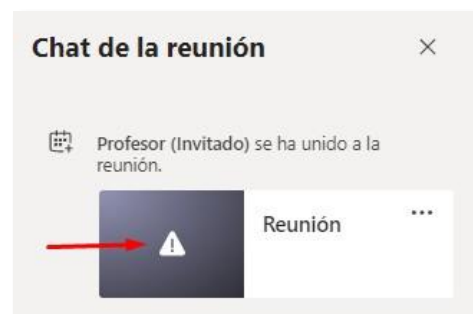 Chat de la reunión
Profesor (Invitado) se ha unido a la
reunión.
Reunión